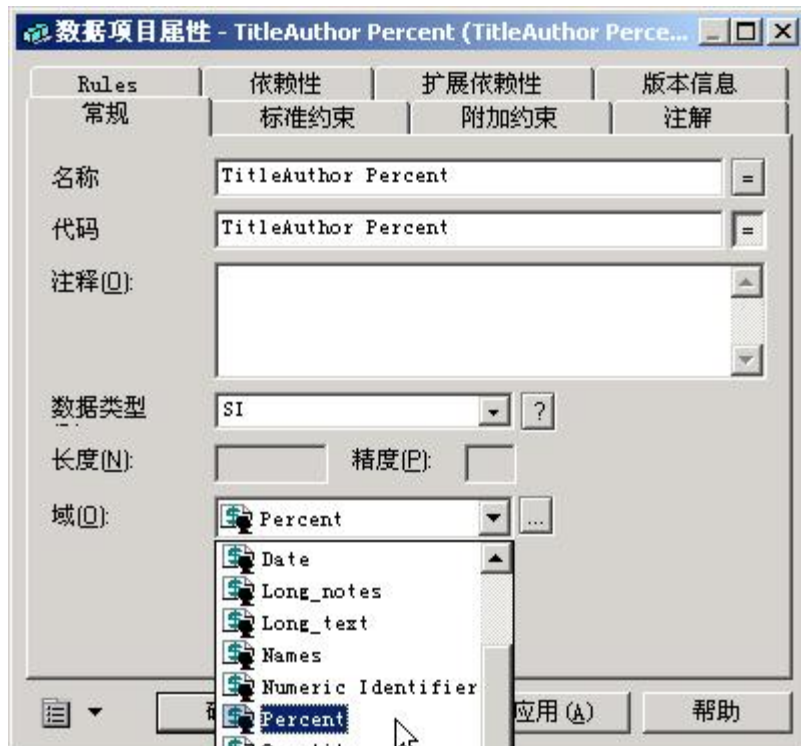 数据项目属性 - TitleAuthor Percent (TitleAuthor Perce...
Rules 依赖性 扩展依赖性 版本信息
常规 标准约束 附加约束 注解
名称 TitleAuthor Percent =
代码 TitleAuthor Percent =
注释(O):
数据类型 SI ?
长度(N): 精度(P):
域(O): Percent ...
Date
Long_notes
Long_text
Names
Numeric Identifier
Percent
应用(A) 帮助